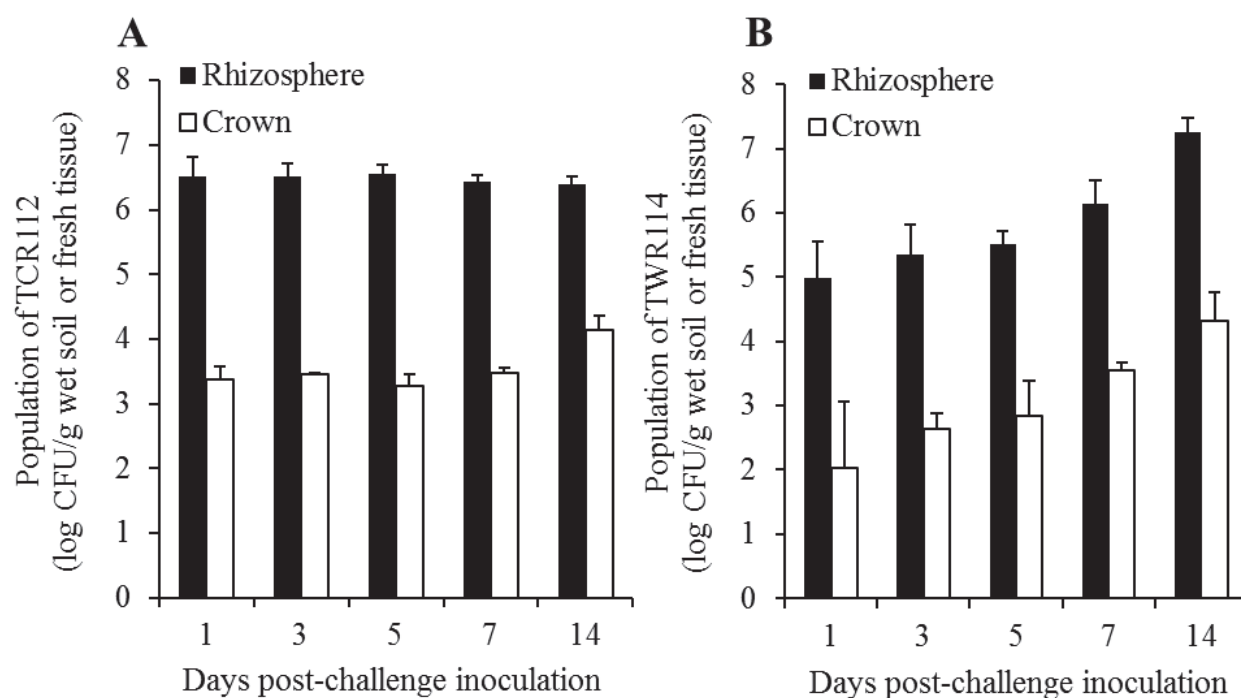 A
Rhizosphere
Crown
Population of TCR112
(log CFU/g wet soil or fresh tissue)
8
7
6
5
4
3
2
1
0
1 3 5 7 14
Days post-challenge inoculation
B
Rhizosphere
Crown
Population of TWR114
(log CFU/g wet soil or fresh tissue)
8
7
6
5
4
3
2
1
0
1 3 5 7 14
Days post-challenge inoculation